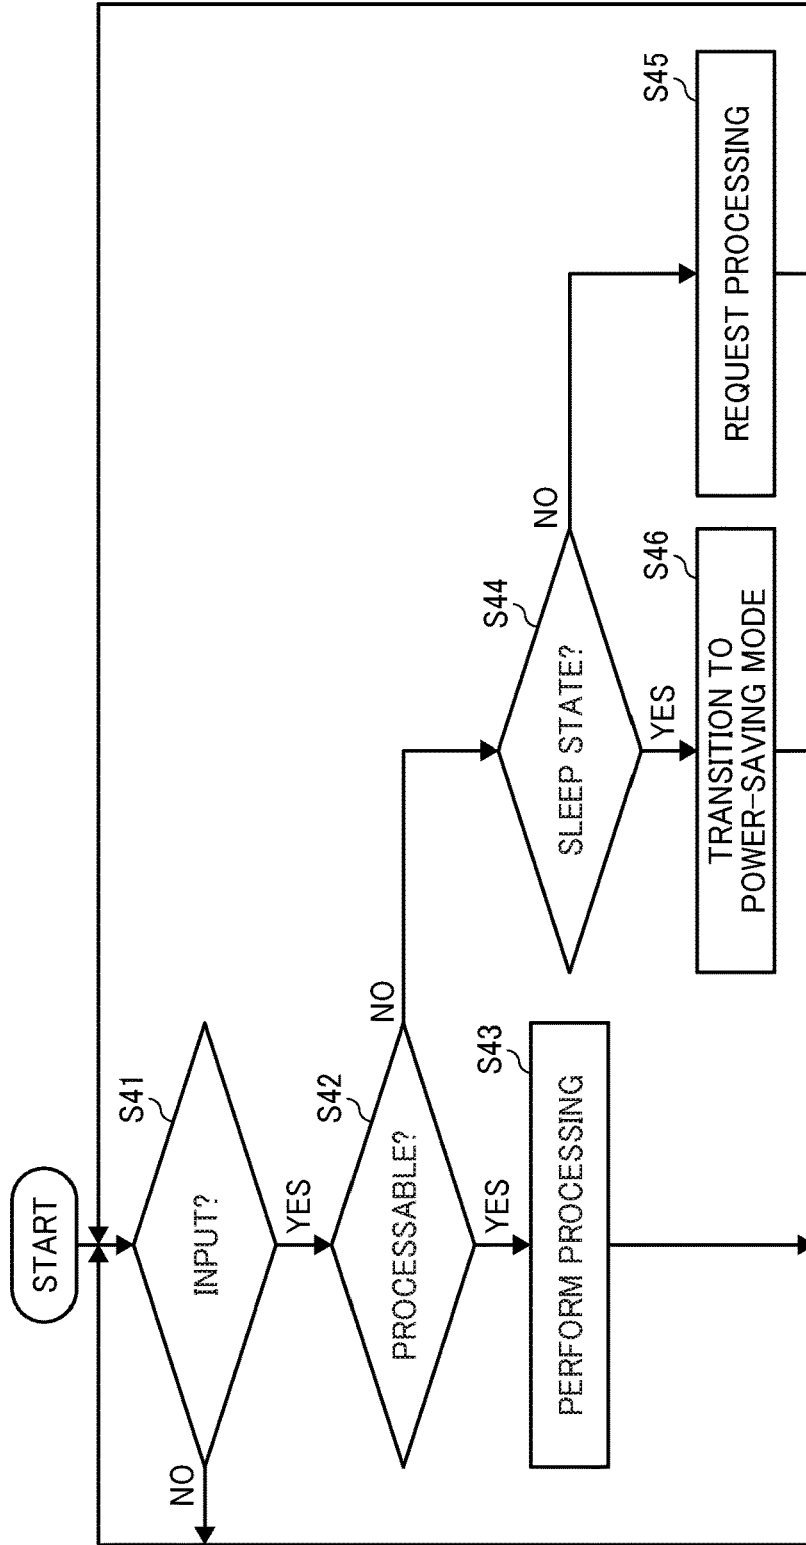 START
S41
INPUT?
NO
YES
S42
PROCESSABLE?
NO
YES
S43
PERFORM PROCESSING
S44
SLEEP STATE?
NO
YES
S46
TRANSITION TO
POWER-SAVING MODE
S45
REQUEST PROCESSING